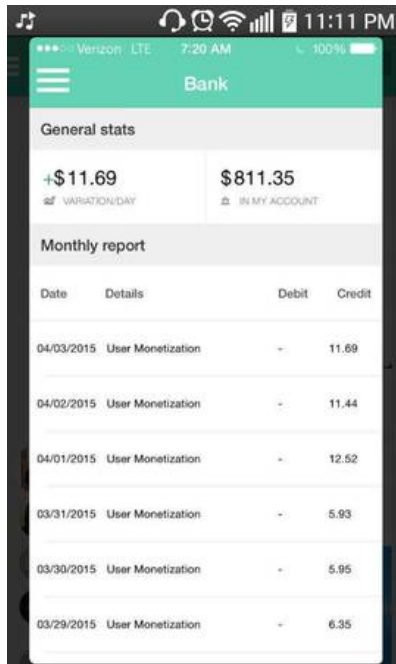 11:11 PM
Verizon LTE 7:20 AM 100%
Bank
General stats
+$11.69 $811.35
VARIATION/DAY IN MY ACCOUNT
Monthly report
Date Details Debit Credit
04/03/2015 User Monetization - 11.69
04/02/2015 User Monetization - 11.44
04/01/2015 User Monetization - 12.52
03/31/2015 User Monetization - 5.93
03/30/2015 User Monetization - 5.95
03/29/2015 User Monetization - 6.35